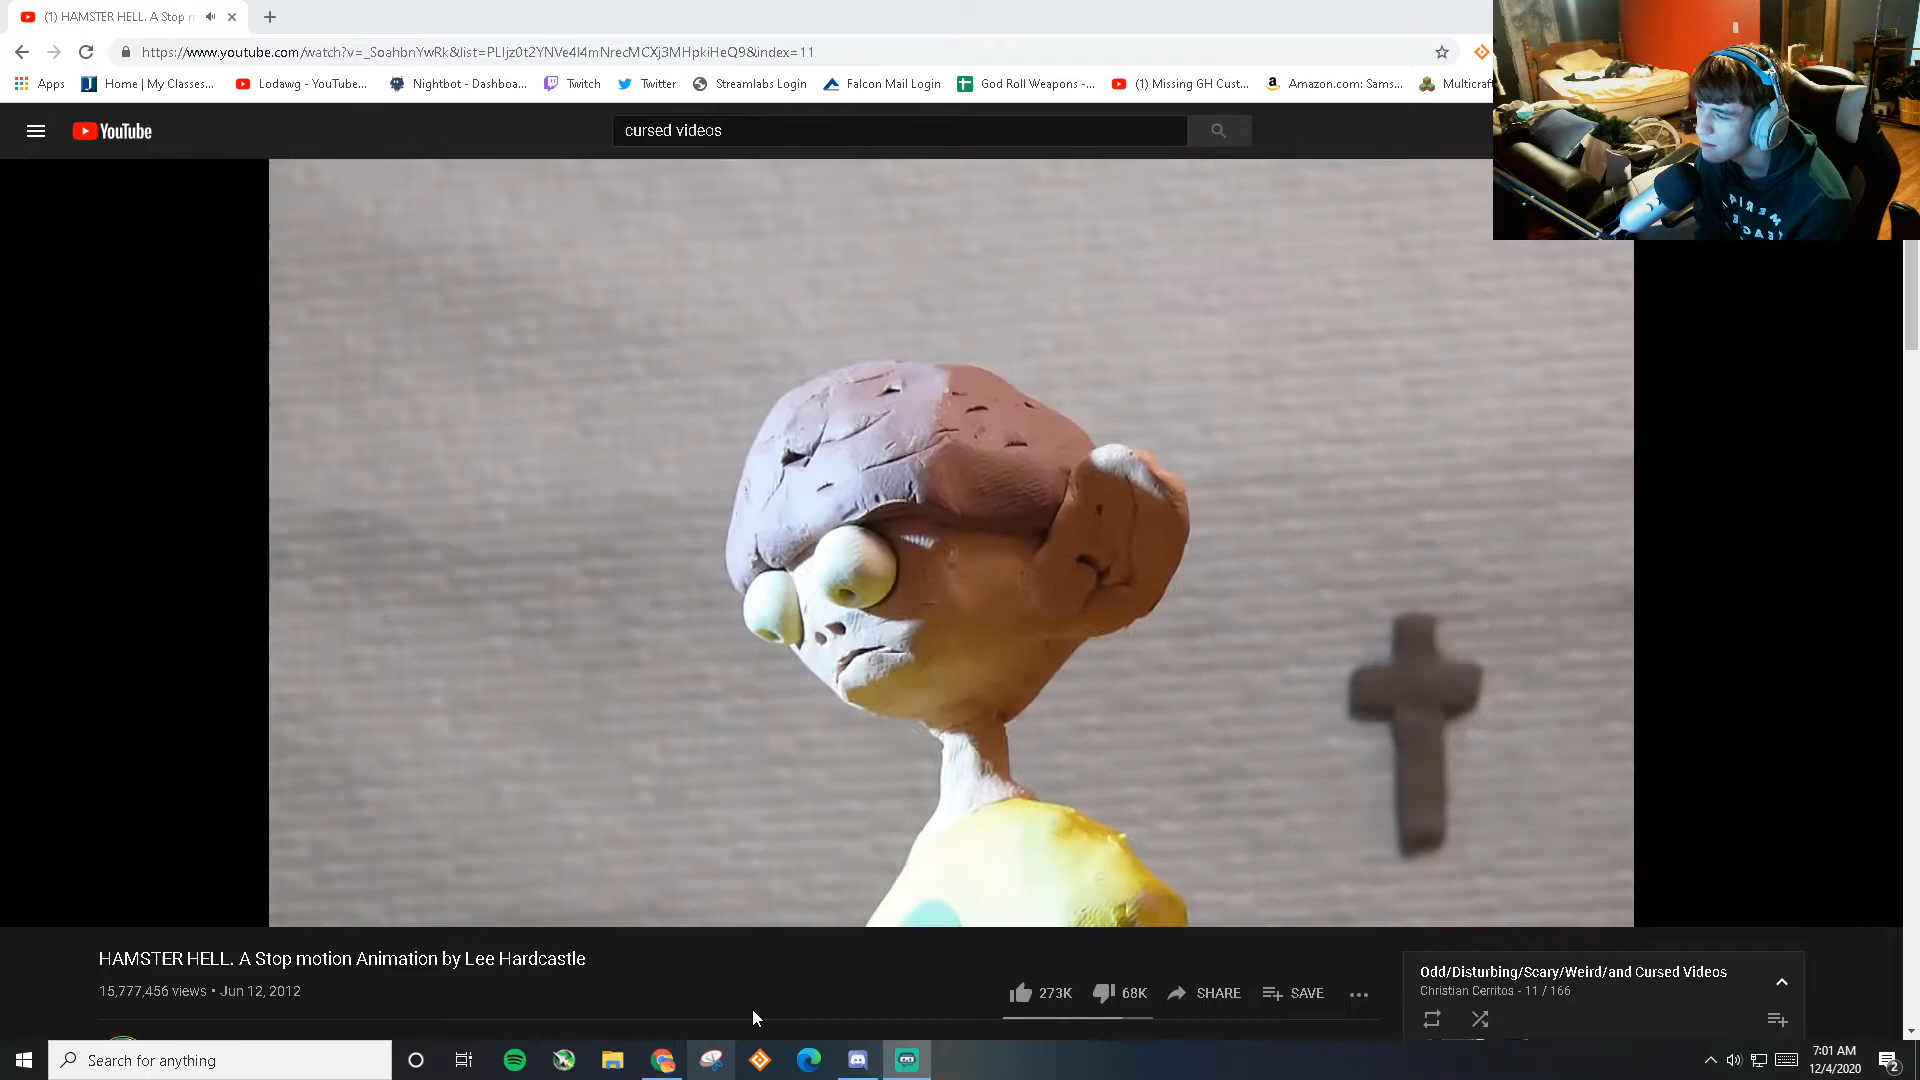 (1) HAMSTER HELL. A Stop m
https://www.youtube.com/watch?v=_SoahbnYwRk&list=PLIjz0t2YNVe4I4mNrecMCXj3MHpkiHeQ9&index=11
Apps Home | My Classes... Lodawg - YouTube... Nightbot - Dashboa... Twitch Twitter Streamlabs Login Falcon Mail Login God Roll Weapons -... (1) Missing GH Cust... Amazon.com: Sams... Multicraf
YouTube
cursed videos
HAMSTER HELL. A Stop motion Animation by Lee Hardcastle
15,777,456 views • Jun 12, 2012
273K 68K SHARE SAVE
Odd/Disturbing/Scary/Weird/and Cursed Videos
Christian Cerritos - 11 / 166
Search for anything
7:01 AM
12/4/2020
2